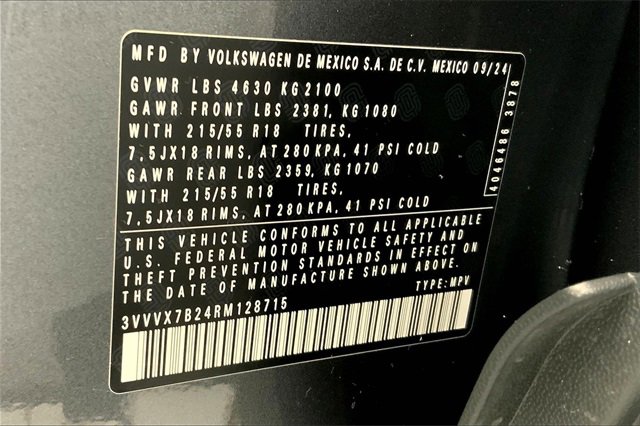 MFD BY VOLKSWAGEN DE MEXICO S.A. DE C.V. MEXICO 09/24
GVWR LBS 4630 KG 2100
GAWR FRONT LBS 2381, KG 1080
WITH 215/55 R18 TIRES,
7,5JX18 RIMS, AT 280 KPA, 41 PSI COLD
GAWR REAR LBS 2359, KG 1070
WITH 215/55 R18 TIRES,
7,5JX18 RIMS, AT 280 KPA, 41 PSI COLD
4046486 3878
THIS VEHICLE CONFORMS TO ALL APPLICABLE
U.S. FEDERAL MOTOR VEHICLE SAFETY AND
THEFT PREVENTION STANDARDS IN EFFECT ON
THE DATE OF MANUFACTURE SHOWN ABOVE.
TYPE: MPV
3VVVX7B24RM128715